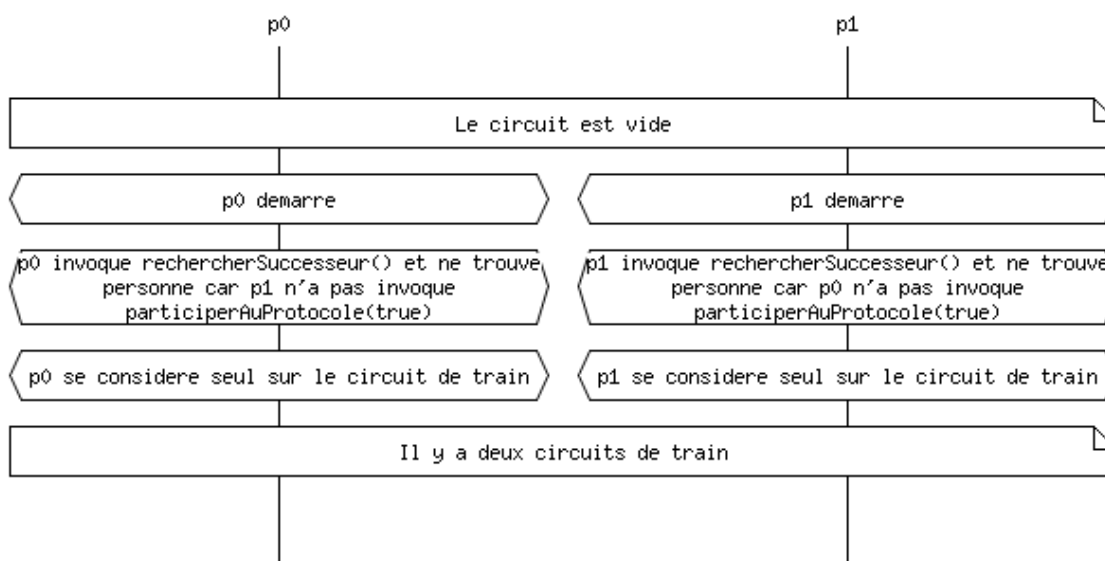 p0 p1
Le circuit est vide
p0 demarre p1 demarre
p0 invoque rechercherSuccesseur() et ne trouve
personne car p1 n'a pas invoque
participerAuProtocole(true)
p1 invoque rechercherSuccesseur() et ne trouve
personne car p0 n'a pas invoque
participerAuProtocole(true)
p0 se considere seul sur le circuit de train
p1 se considere seul sur le circuit de train
Il y a deux circuits de train